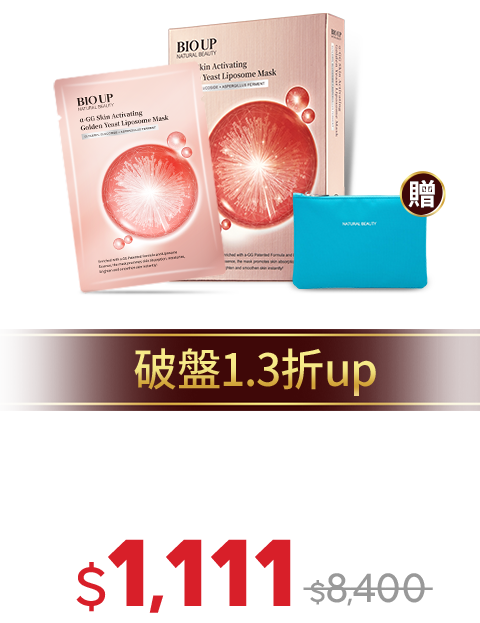 BIO UP
NATURAL BEAUTY
Skin Activating
Yeast Liposome Mask
BIO UP
NATURAL BEAUTY
α-GG Skin Activating
Golden Yeast Liposome Mask
贈
NATURAL BEAUTY
破盤1.3折up
$1,111 $8,400